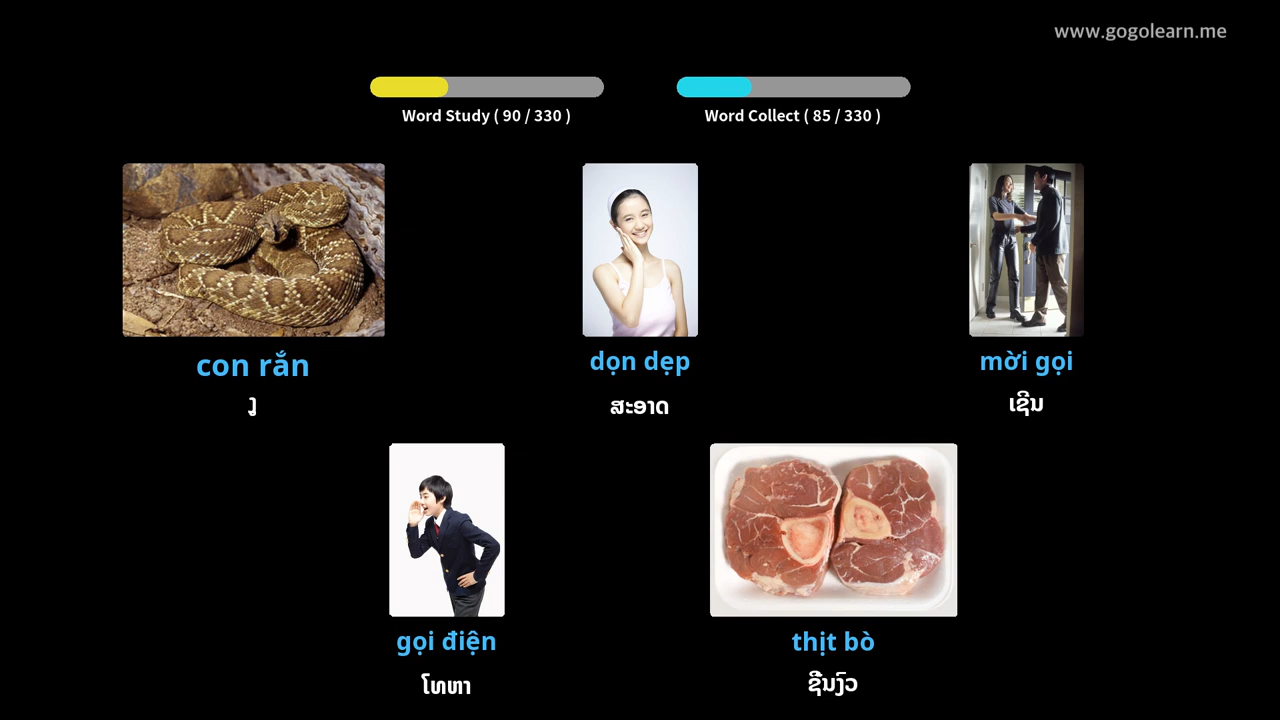 www.gogolearn.me
Word Study ( 90 / 330 )
Word Collect ( 85 / 330 )
con rắn
dọn dẹp
mời gọi
ງູ
ສະອາດ
ເຊີນ
gọi điện
thịt bò
ໂທຫາ
ຊີ້ນງົວ